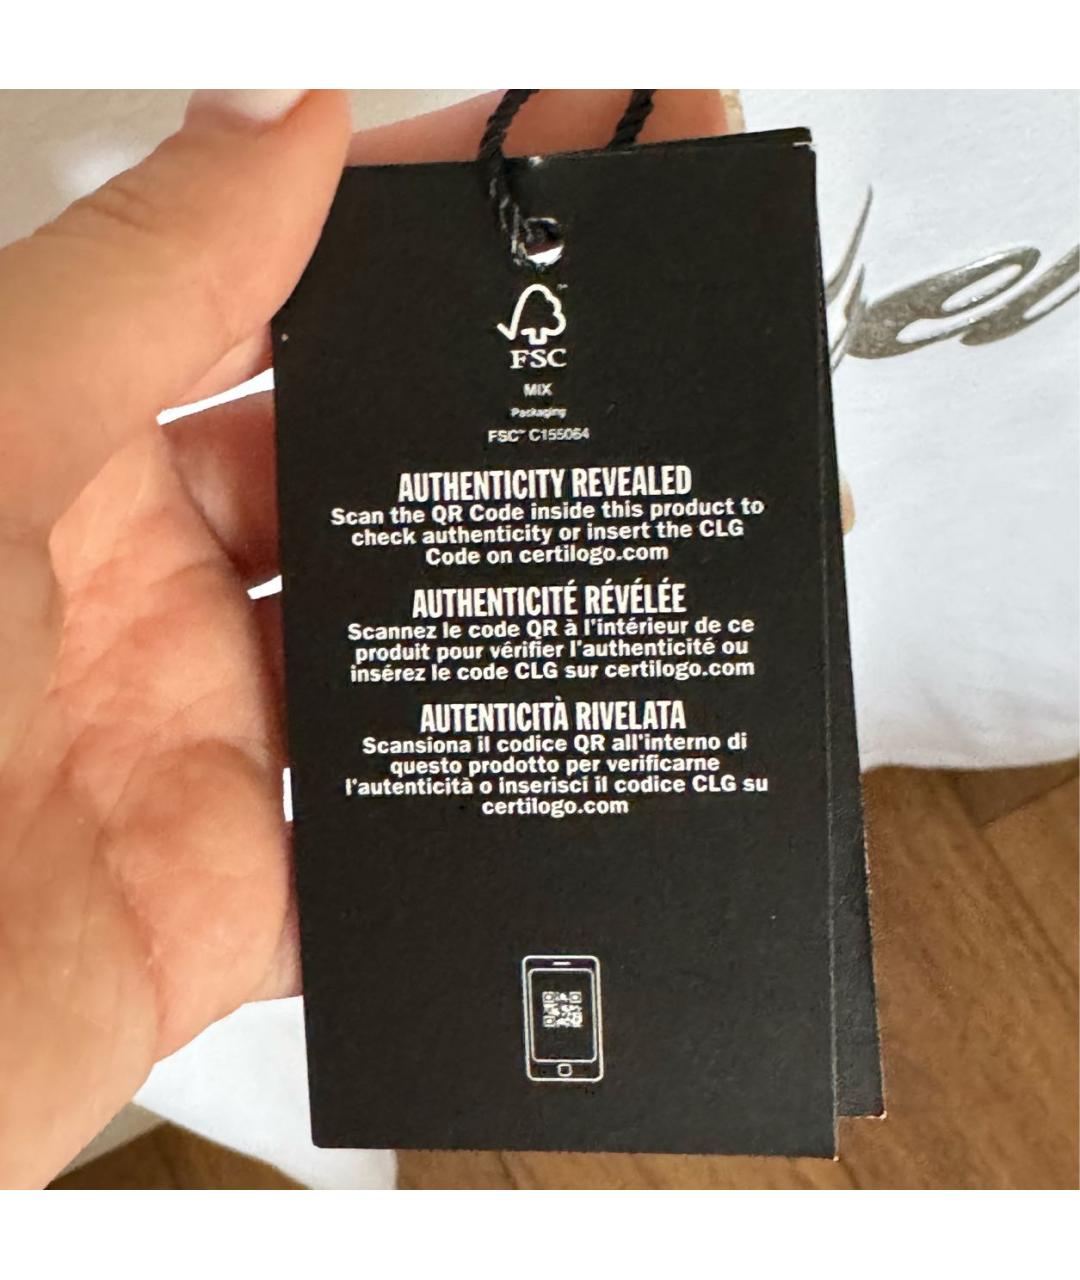 FSC
MIX
Packaging
FSC™ C155064
AUTHENTICITY REVEALED
Scan the QR Code inside this product to
check authenticity or insert the CLG
Code on certilogo.com
AUTHENTICITÉ RÉVÉLÉE
Scannez le code QR à l'intérieur de ce
produit pour vérifier l'authenticité ou
insérez le code CLG sur certilogo.com
AUTENTICITÀ RIVELATA
Scansiona il codice QR all'interno di
questo prodotto per verificarne
l'autenticità o inserisci il codice CLG su
certilogo.com